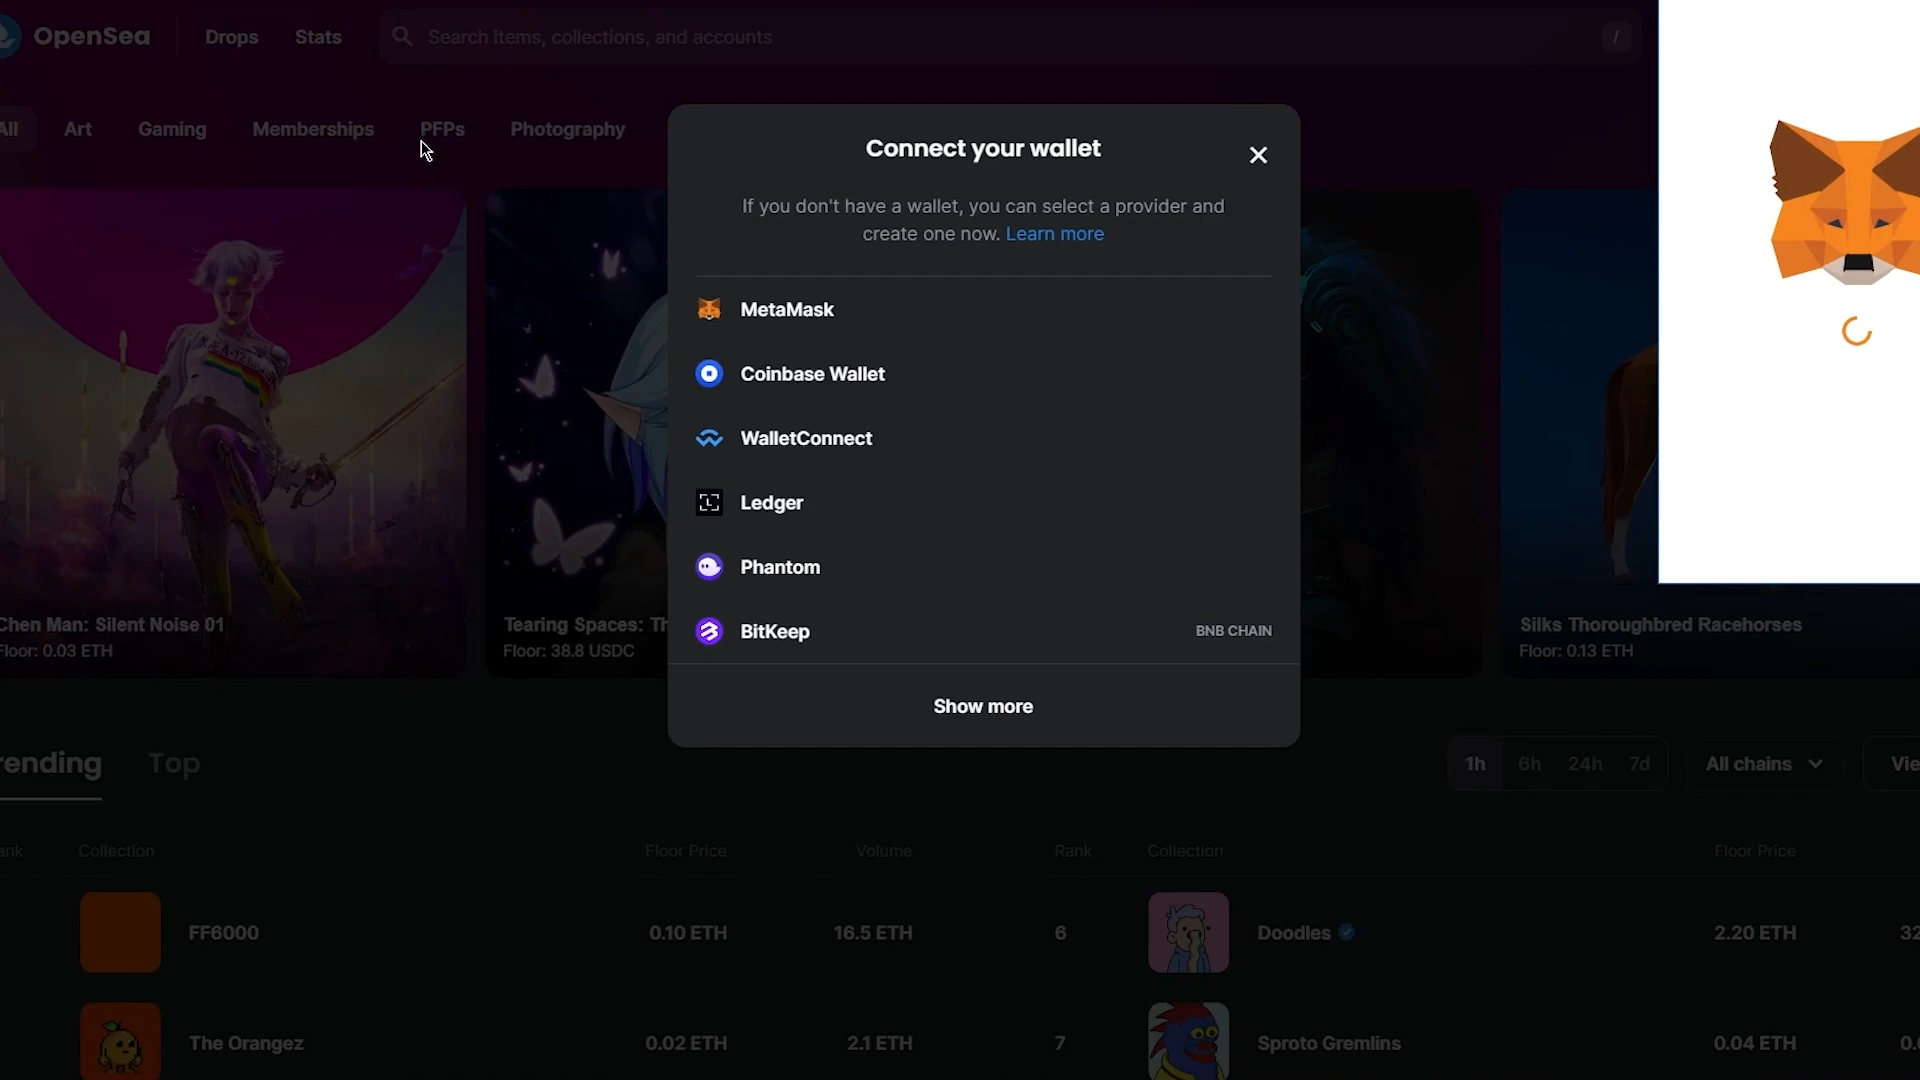 OpenSea
Drops
Stats
Search items, collections, and accounts
/
All
Art
Gaming
Memberships
PFPs
Photography
Connect your wallet
If you don't have a wallet, you can select a provider and
create one now. Learn more
MetaMask
Coinbase Wallet
WalletConnect
Ledger
Phantom
BitKeep
BNB CHAIN
Show more
Chen Man: Silent Noise 01
Floor: 0.03 ETH
Tearing Spaces: Th
Floor: 38.8 USDC
Silks Thoroughbred Racehorses
Floor: 0.13 ETH
rending
Top
1h
6h
24h
7d
All chains
Vie
ank
Collection
Floor Price
Volume
Rank
Collection
Floor Price
FF6000
0.10 ETH
16.5 ETH
6
Doodles
2.20 ETH
32
The Orangez
0.02 ETH
2.1 ETH
7
Sproto Gremlins
0.04 ETH
0.